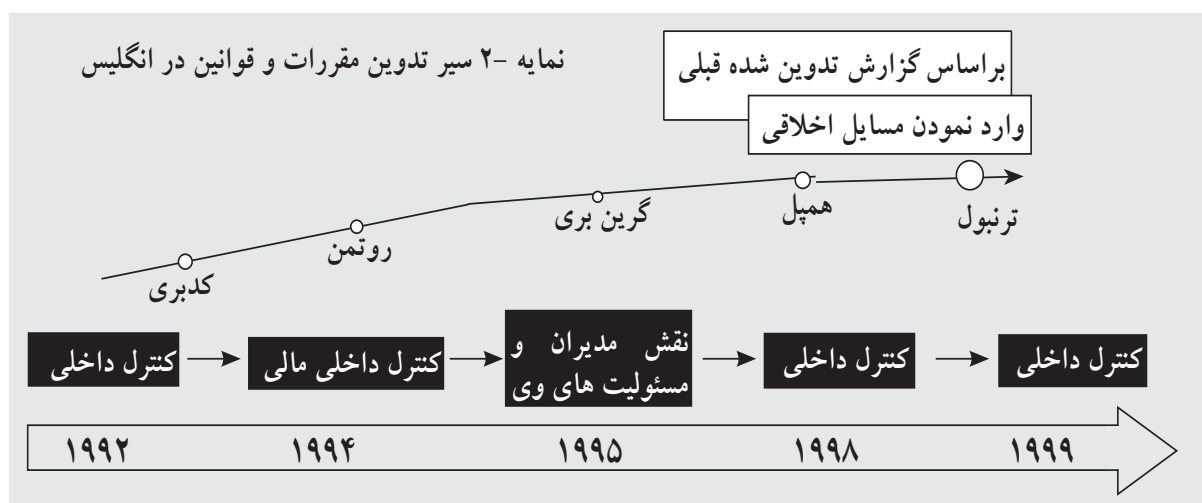 نمایه -۲ سیر تدوین مقررات و قوانین در انگلیس
براساس گزارش تدوین شده قبلی
وارد نمودن مسایل اخلاقی
کدبری
روتمن
گرین بری
همپل
ترنبول
کنترل داخلی
کنترل داخلی مالی
نقش مدیران و
مسئولیت های وی
کنترل داخلی
کنترل داخلی
۱۹۹۲
۱۹۹۴
۱۹۹۵
۱۹۹۸
۱۹۹۹